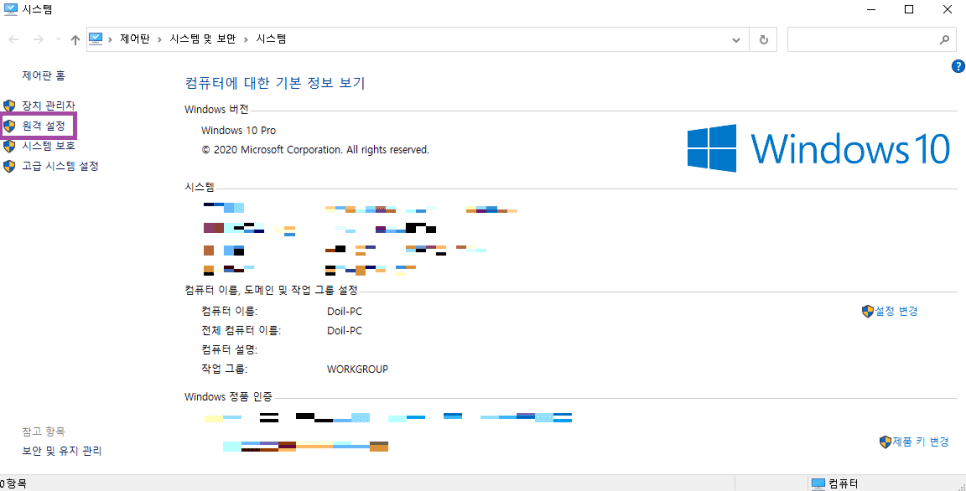 시스템
제어판 > 시스템 및 보안 > 시스템
제어판 홈
장치 관리자
원격 설정
시스템 보호
고급 시스템 설정
참고 항목
보안 및 유지 관리
컴퓨터에 대한 기본 정보 보기
Windows 버전
Windows 10 Pro
© 2020 Microsoft Corporation. All rights reserved.
Windows 10
시스템
컴퓨터 이름, 도메인 및 작업 그룹 설정
컴퓨터 이름: Doil-PC
설정 변경
전체 컴퓨터 이름: Doil-PC
컴퓨터 설명:
작업 그룹: WORKGROUP
Windows 정품 인증
제품 키 변경
0항목
컴퓨터